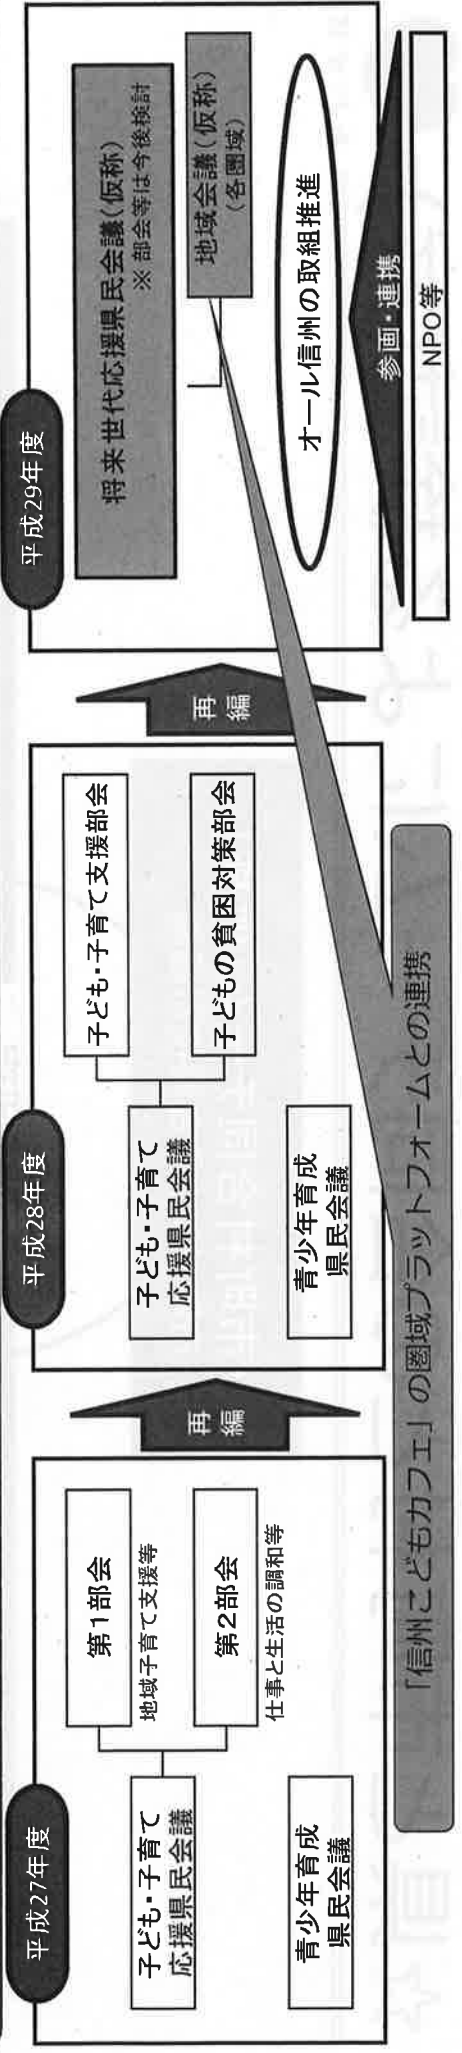 平成27年度
子ども・子育て
応援県民会議
第1部会
地域子育て支援等
第2部会
仕事と生活の調和等
青少年育成
県民会議
再
編
平成28年度
子ども・子育て
応援県民会議
子ども・子育て支援部会
子どもの貧困対策部会
青少年育成
県民会議
再
編
平成29年度
将来世代応援県民会議(仮称)
※ 部会等は今後検討
地域会議(仮称)
(各圏域)
オール信州の取組推進
参画・連携
NPO等
「信州こどもカフェ」の圏域プラットフォームとの連携